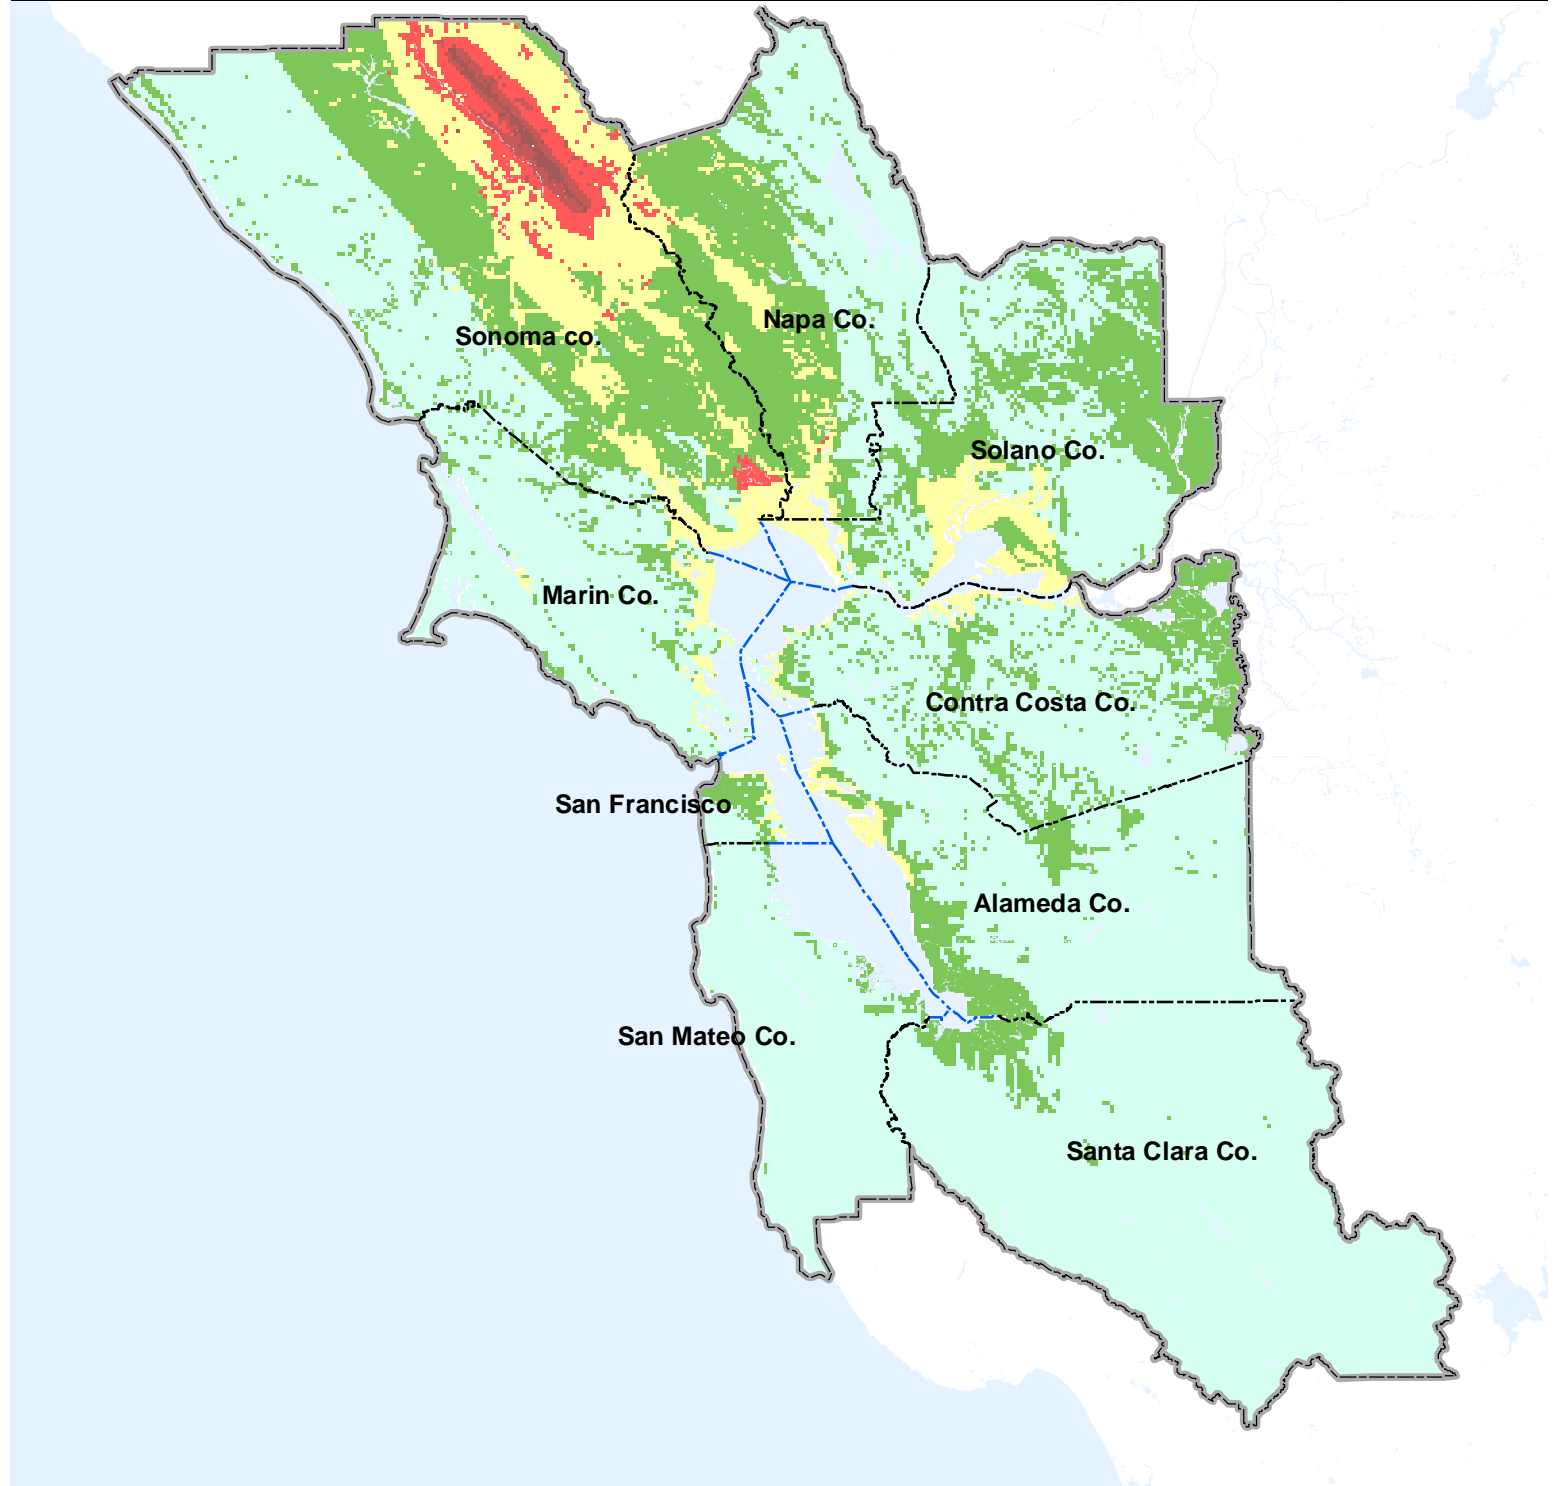 Napa Co.
Sonoma co.
Solano Co.
Marin Co.
Contra Costa Co.
San Francisco
Alameda Co.
San Mateo Co.
Santa Clara Co.